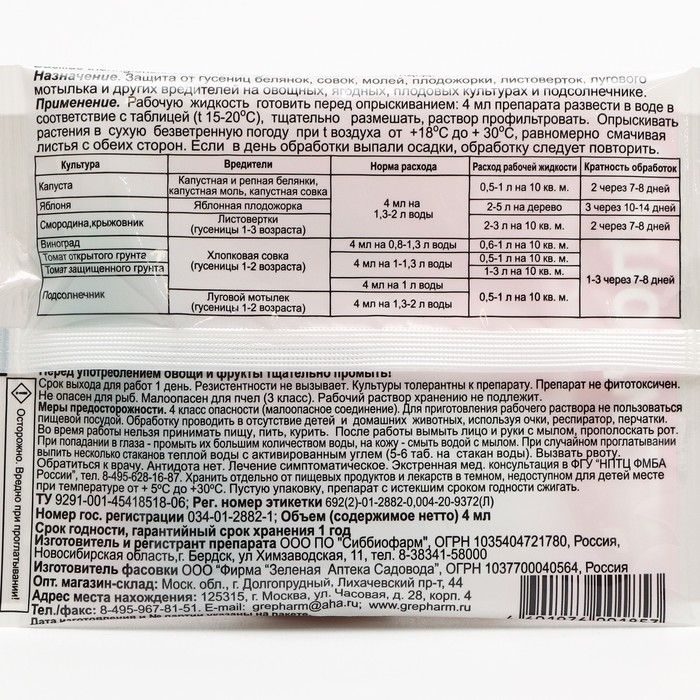 Назначение. Защита от гусениц белянок, совок, молей, плодожорки, листоверток, лугового
мотылька и других вредителей на овощных, ягодных, плодовых культурах и подсолнечнике.
Применение. Рабочую жидкость готовить перед опрыскиванием: 4 мл препарата развести в воде в
соответствие с таблицей (t 15-20⁰C), тщательно размешать, раствор профильтровать. Опрыскивать
растения в сухую безветренную погоду при t воздуха от +18⁰C до + 30⁰C, равномерно смачивая
листья с обеих сторон. Если в день обработки выпали осадки, обработку следует повторить.
Культура Вредители Норма расхода Расход рабочей жидкости Кратность обработок
Капуста Капустная и репная белянки, капустная моль, капустная совка 4 мл на 1,3-2 л воды 0,5-1 л на 10 кв. м. 2 через 7-8 дней
Яблоня Яблонная плодожорка 2-5 л на дерево 3 через 10-14 дней
Смородина,крыжовник Листовертки (гусеницы 1-3 возраста) 2-3 л на 10 кв. м. 2 через 7-8 дней
Виноград Хлопковая совка (гусеницы 1-2 возраста) 4 мл на 0,8-1,3 л воды 0,6-1 л на 10 кв. м. 1-3 через 7-8 дней
Томат открытого грунта 4 мл на 1-1,3 л воды 0,5-1 л на 10 кв. м.
Томат защищенного грунта 1-3 л на 10 кв. м.
Подсолнечник 4 мл на 1 л воды 0,5-1 л на 10 кв. м.
Луговой мотылек (гусеницы 1-2 возраста) 4 мл на 1,3-2 л воды
Перед употреблением овощи и фрукты тщательно промыть!
Срок выхода для работ 1 день. Резистентности не вызывает. Культуры толерантны к препарату. Препарат не фитотоксичен.
Не опасен для рыб. Малоопасен для пчел (3 класс). Рабочий раствор хранению не подлежит.
Меры предосторожности. 4 класс опасности (малоопасное соединение). Для приготовления рабочего раствора не пользоваться
пищевой посудой. Обработку проводить в отсутствие детей и домашних животных, используя очки, респиратор, перчатки.
Во время работы нельзя принимать пищу, пить, курить. После работы вымыть лицо и руки с мылом, прополоскать рот.
При попадании в глаза - промыть их большим количеством воды, на кожу - смыть водой с мылом. При случайном проглатывании
выпить несколько стаканов теплой воды с активированным углем (5-6 таб. на стакан воды). Вызвать рвоту.
Обратиться к врачу. Антидота нет. Лечение симптоматическое. Экстренная мед. консультация в ФГУ "НПТЦ ФМБА
России", тел. 8-495-628-16-87. Хранить отдельно от пищевых продуктов и лекарств в темном, недоступном для детей месте
при температуре от + 5⁰C до +30⁰C. Пустую упаковку, препарат с истекшим сроком годности сжигать.
ТУ 9291-001-45418518-06; Рег. номер этикетки 692(2)-01-2882-0,004-20-9372(Л)
Номер гос. регистрации 034-01-2882-1; Объем (содержимое нетто) 4 мл
Срок годности, гарантийный срок хранения 1 год
Изготовитель и регистрант препарата ООО ПО "Сиббиофарм", ОГРН 1035404721780, Россия,
Новосибирская область,г. Бердск, ул Химзаводская, 11, тел. 8-38341-58000
Изготовитель фасовки ООО "Фирма "Зеленая Аптека Садовода", ОГРН 1037700040564, Россия
Опт. магазин-склад: Моск. обл., г. Долгопрудный, Лихачевский пр-т, 44
Адрес места нахождения: 125315, г. Москва, ул. Часовая, д. 28, корп. 4
Тел./факс: 8-495-967-81-51. E-mail: grepharm@aha.ru, www.grepharm.ru
Дата изготовления и № партии указаны на пакете
Осторожно. Вредно при проглатывании!